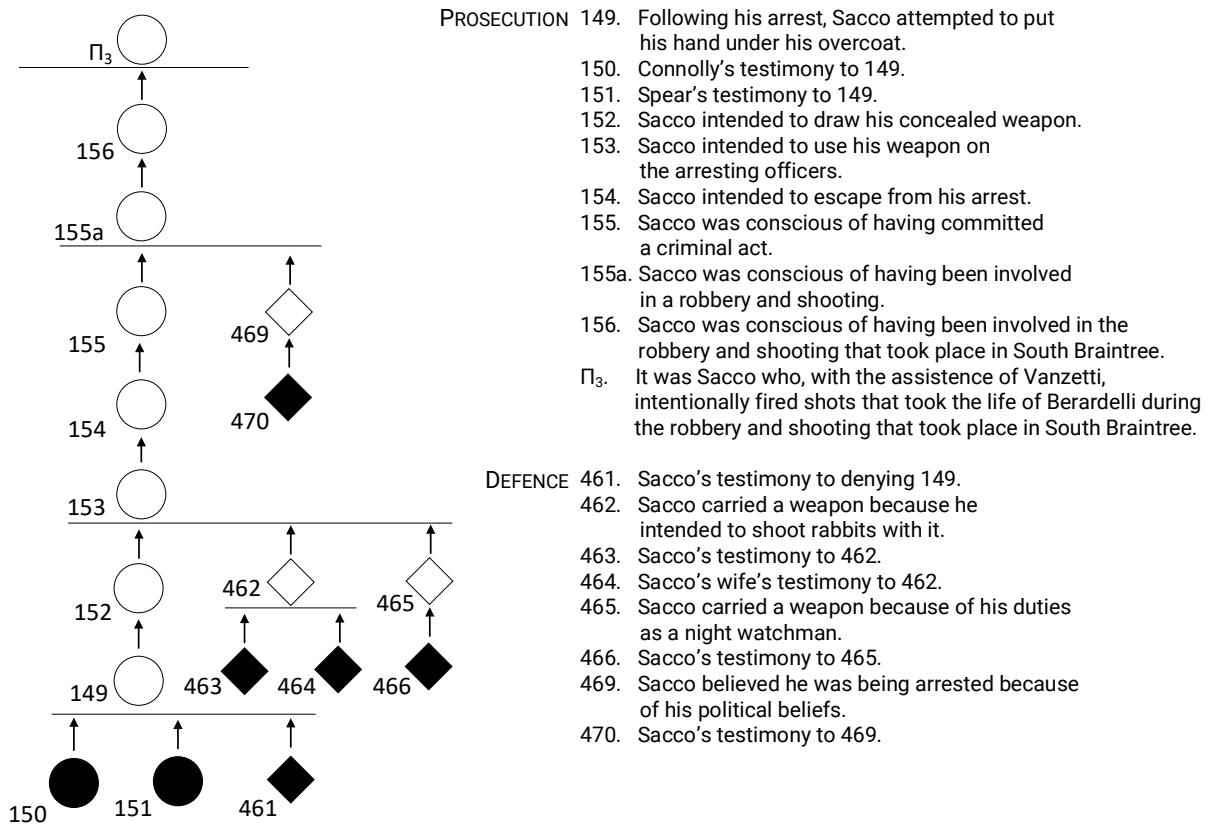 Π3
156
155a
155
469
154
470
153
152
462
465
149
463
464
466
150
151
461
PROSECUTION 149. Following his arrest, Sacco attempted to put
his hand under his overcoat.
150. Connolly's testimony to 149.
151. Spear's testimony to 149.
152. Sacco intended to draw his concealed weapon.
153. Sacco intended to use his weapon on
the arresting officers.
154. Sacco intended to escape from his arrest.
155. Sacco was conscious of having committed
a criminal act.
155a. Sacco was conscious of having been involved
in a robbery and shooting.
156. Sacco was conscious of having been involved in the
robbery and shooting that took place in South Braintree.
Π3. It was Sacco who, with the assistence of Vanzetti,
intentionally fired shots that took the life of Berardelli during
the robbery and shooting that took place in South Braintree.
DEFENCE 461. Sacco's testimony to denying 149.
462. Sacco carried a weapon because he
intended to shoot rabbits with it.
463. Sacco's testimony to 462.
464. Sacco's wife's testimony to 462.
465. Sacco carried a weapon because of his duties
as a night watchman.
466. Sacco's testimony to 465.
469. Sacco believed he was being arrested because
of his political beliefs.
470. Sacco's testimony to 469.